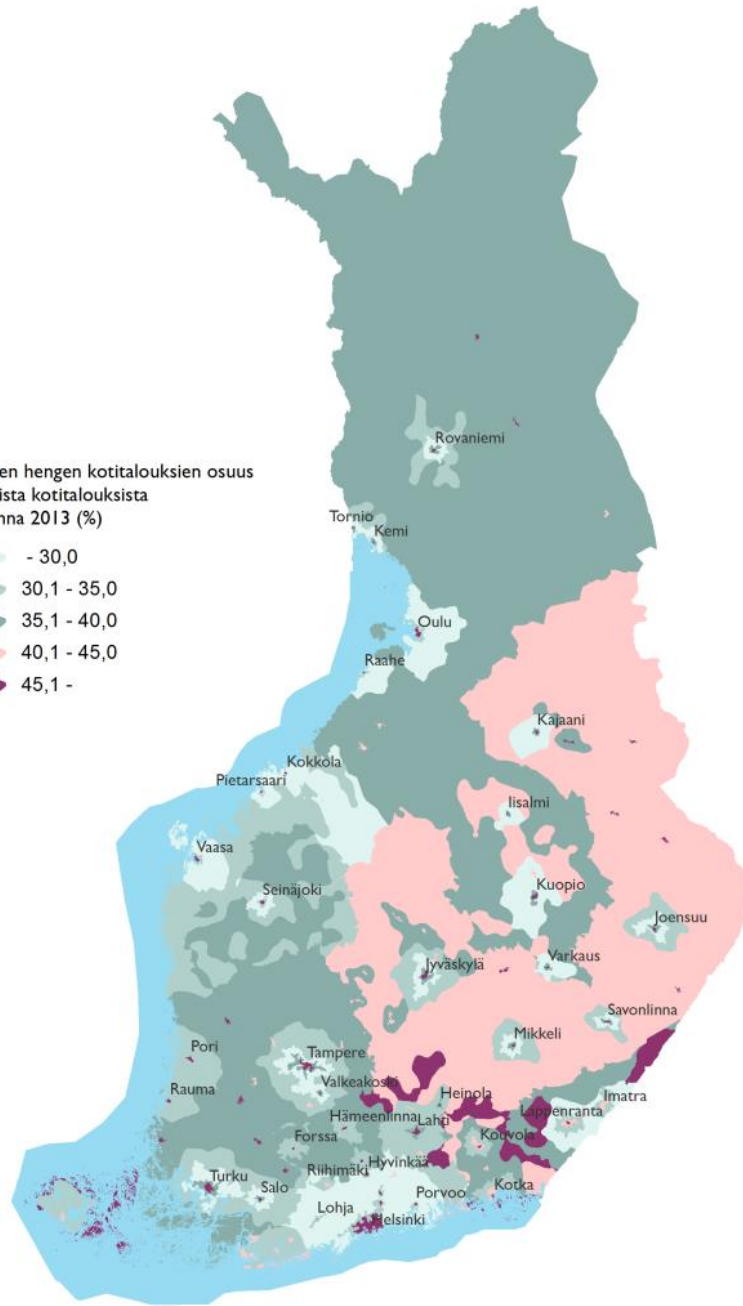 en hengen kotitalouksien osuus
ista kotitalouksista
nna 2013 (%)
- 30,0
30,1 - 35,0
35,1 - 40,0
40,1 - 45,0
45,1 -
Rovaniemi
Tornio
Kemi
Oulu
Raahe
Kajaani
Kokkola
Pietarsaari
Iisalmi
Vaasa
Kuopio
Seinäjoki
Joensuu
Jyväskylä
Varkaus
Savonlinna
Mikkeli
Pori
Tampere
Valkeakoski
Rauma
Heinola
Imatra
Hämeenlinna
Lahti
Lappenranta
Forssa
Kouvola
Riihimäki
Hyvinkää
Turku
Salo
Kotka
Lohja
Porvoo
Helsinki